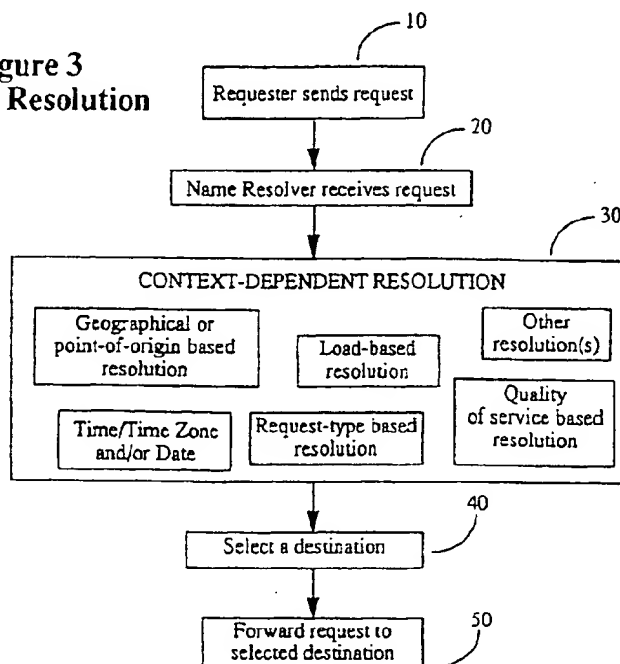 gure 3
Resolution
10
Requester sends request
20
Name Resolver receives request
30
CONTEXT-DEPENDENT RESOLUTION
Geographical or
point-of-origin based
resolution
Load-based
resolution
Other
resolution(s)
Time/Time Zone
and/or Date
Request-type based
resolution
Quality
of service based
resolution
40
Select a destination
50
Forward request to
selected destination